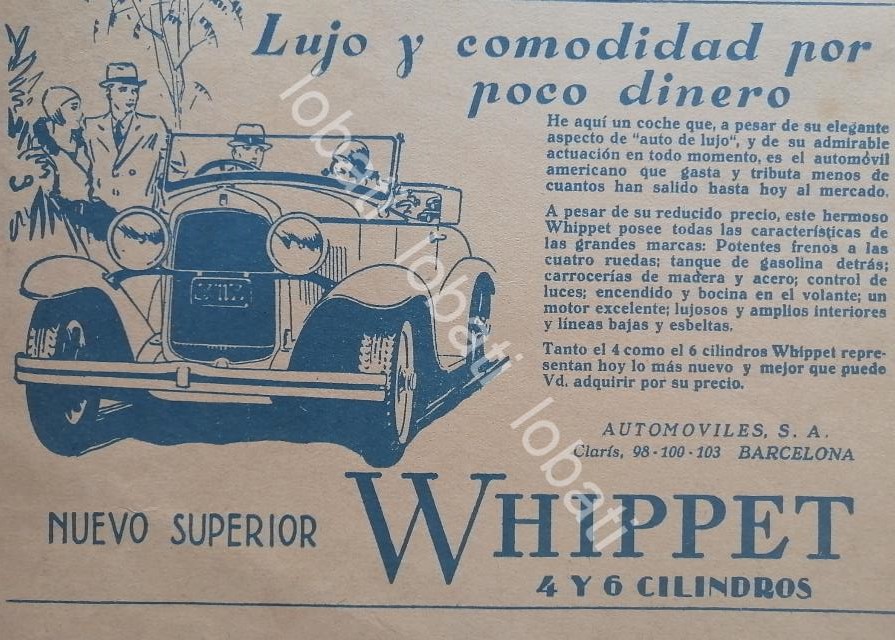 Lujo y comodidad por
poco dinero
He aquí un coche que, a pesar de su elegante
aspecto de "auto de lujo", y de su admirable
actuación en todo momento, es el automóvil
americano que gasta y tributa menos de
cuantos han salido hasta hoy al mercado.
A pesar de su reducido precio, este hermoso
Whippet posee todas las características de
las grandes marcas: Potentes frenos a las
cuatro ruedas; tanque de gasolina detrás;
carrocerías de madera y acero; control de
luces; encendido y bocina en el volante; un
motor excelente; lujosos y amplios interiores
y líneas bajas y esbeltas.
Tanto el 4 como el 6 cilindros Whippet repre-
sentan hoy lo más nuevo y mejor que puede
Vd. adquirir por su precio.
AUTOMOVILES, S. A.
Clarís, 98-100-103 BARCELONA
NUEVO SUPERIOR WHIPPET
4 Y 6 CILINDROS
lobati
lobati
lobati
lobati